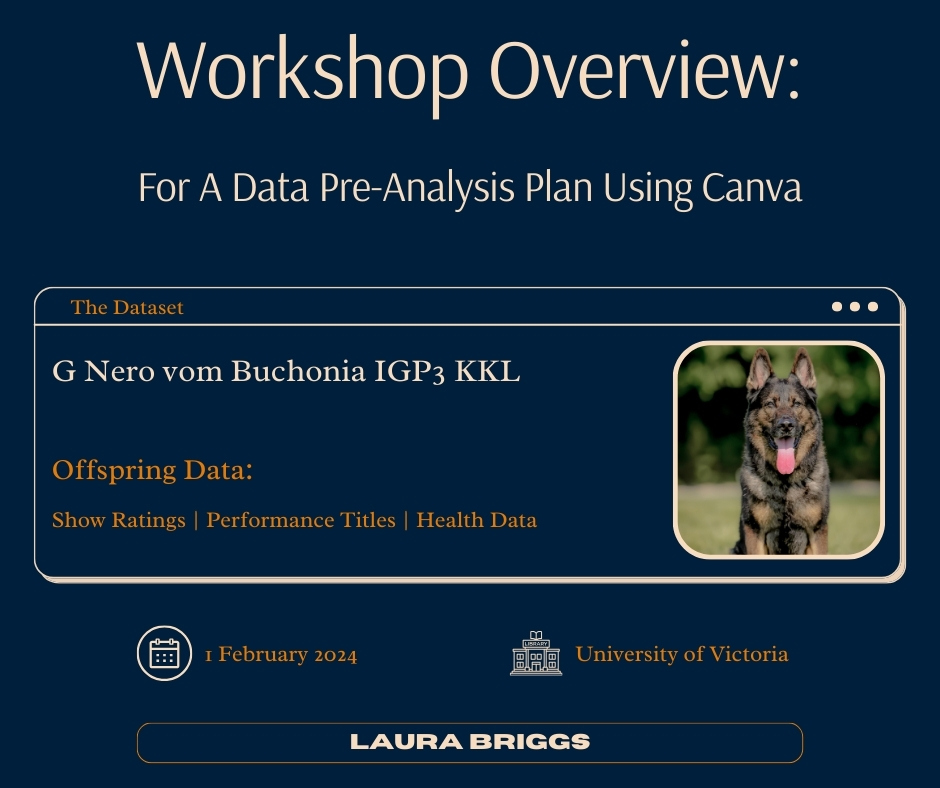 Workshop Overview:
For A Data Pre-Analysis Plan Using Canva
The Dataset
G Nero vom Buchonia IGP3 KKL
Offspring Data:
Show Ratings | Performance Titles | Health Data
1 February 2024
LIBRARY
University of Victoria
LAURA BRIGGS